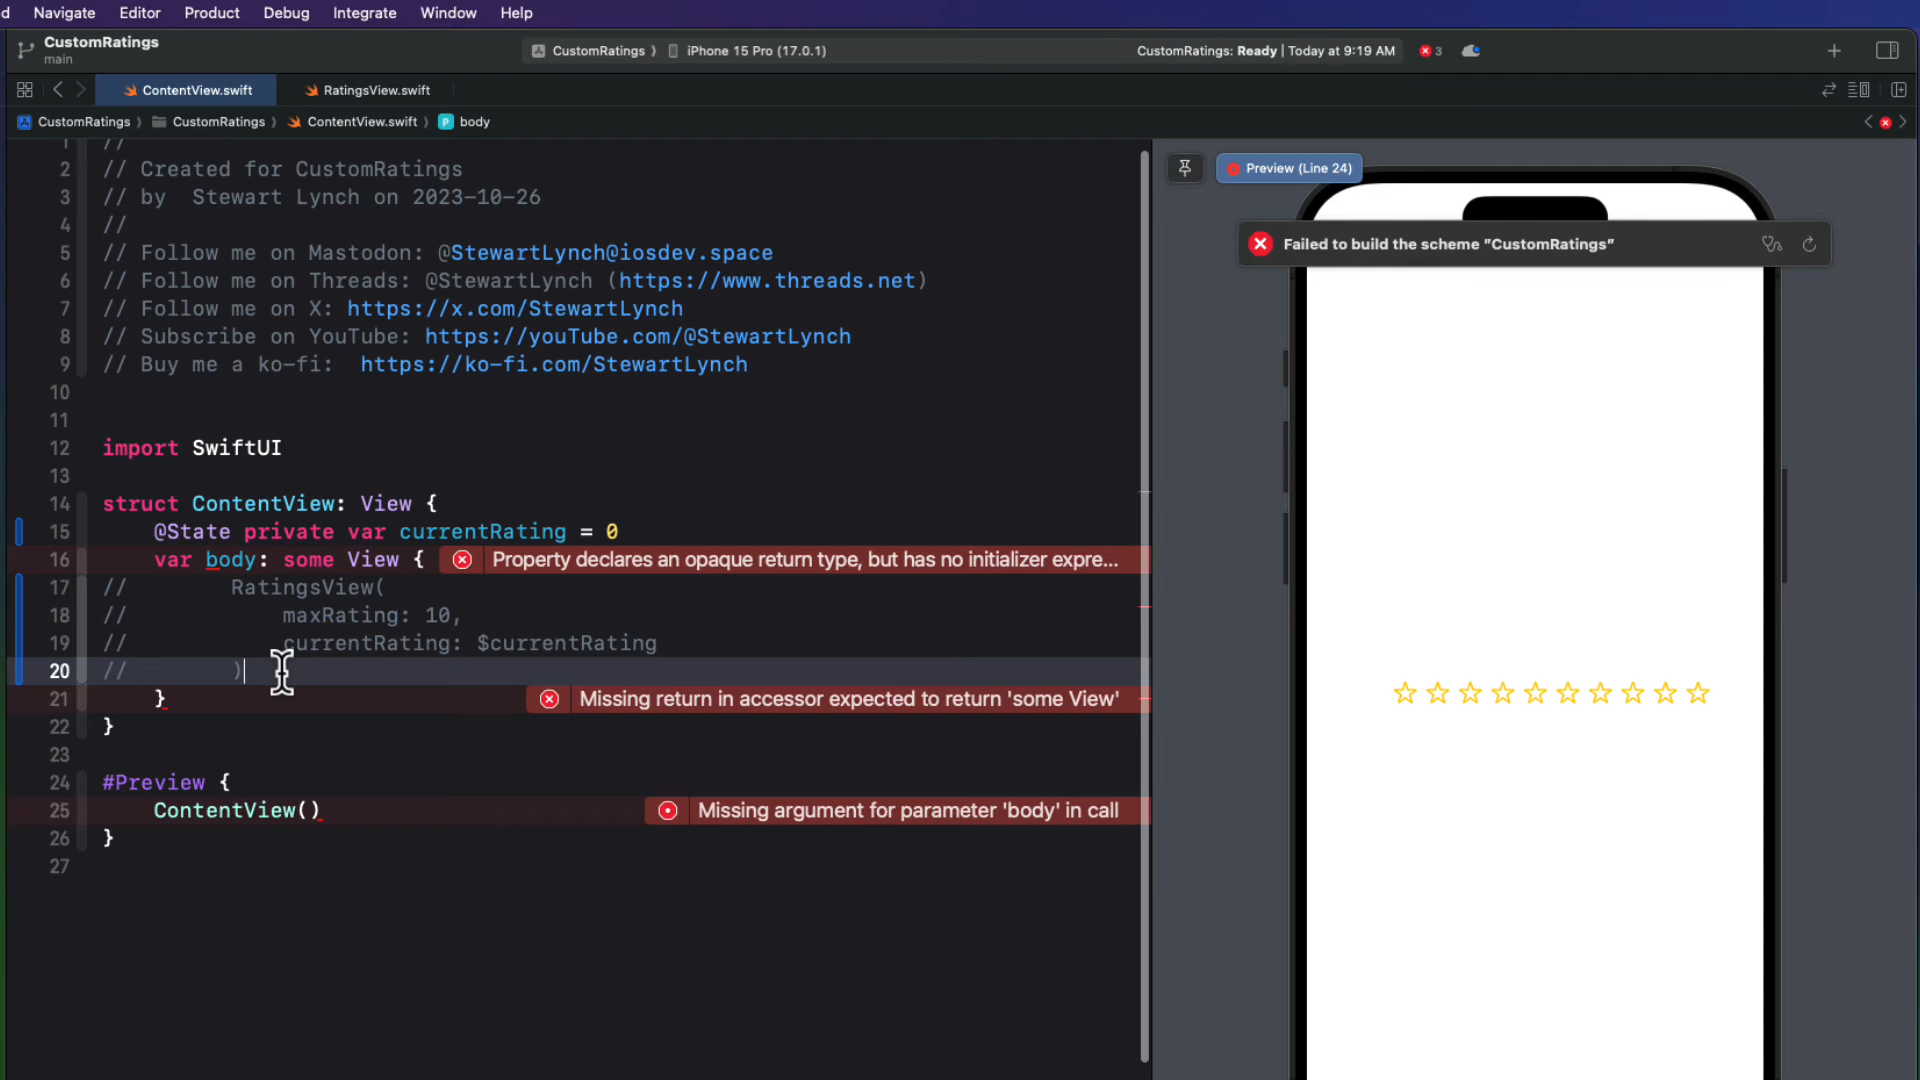 d Navigate Editor Product Debug Integrate Window Help
CustomRatings
main
CustomRatings 〉 iPhone 15 Pro (17.0.1)
CustomRatings: Ready | Today at 9:19 AM
3
ContentView.swift
RatingsView.swift
CustomRatings 〉 CustomRatings 〉 ContentView.swift 〉 P body
1 //
2 // Created for CustomRatings
3 // by  Stewart Lynch on 2023-10-26
4 //
5 // Follow me on Mastodon: @StewartLynch@iosdev.space
6 // Follow me on Threads: @StewartLynch (https://www.threads.net)
7 // Follow me on X: https://x.com/StewartLynch
8 // Subscribe on YouTube: https://youTube.com/@StewartLynch
9 // Buy me a ko-fi:  https://ko-fi.com/StewartLynch
10
11
12 import SwiftUI
13
14 struct ContentView: View {
15     @State private var currentRating = 0
16     var body: some View { Property declares an opaque return type, but has no initializer expre...
17 //        RatingsView(
18 //            maxRating: 10,
19 //            currentRating: $currentRating
20 //        )
21     } Missing return in accessor expected to return 'some View'
22 }
23
24 #Preview {
25     ContentView() Missing argument for parameter 'body' in call
26 }
27
Preview (Line 24)
Failed to build the scheme "CustomRatings"